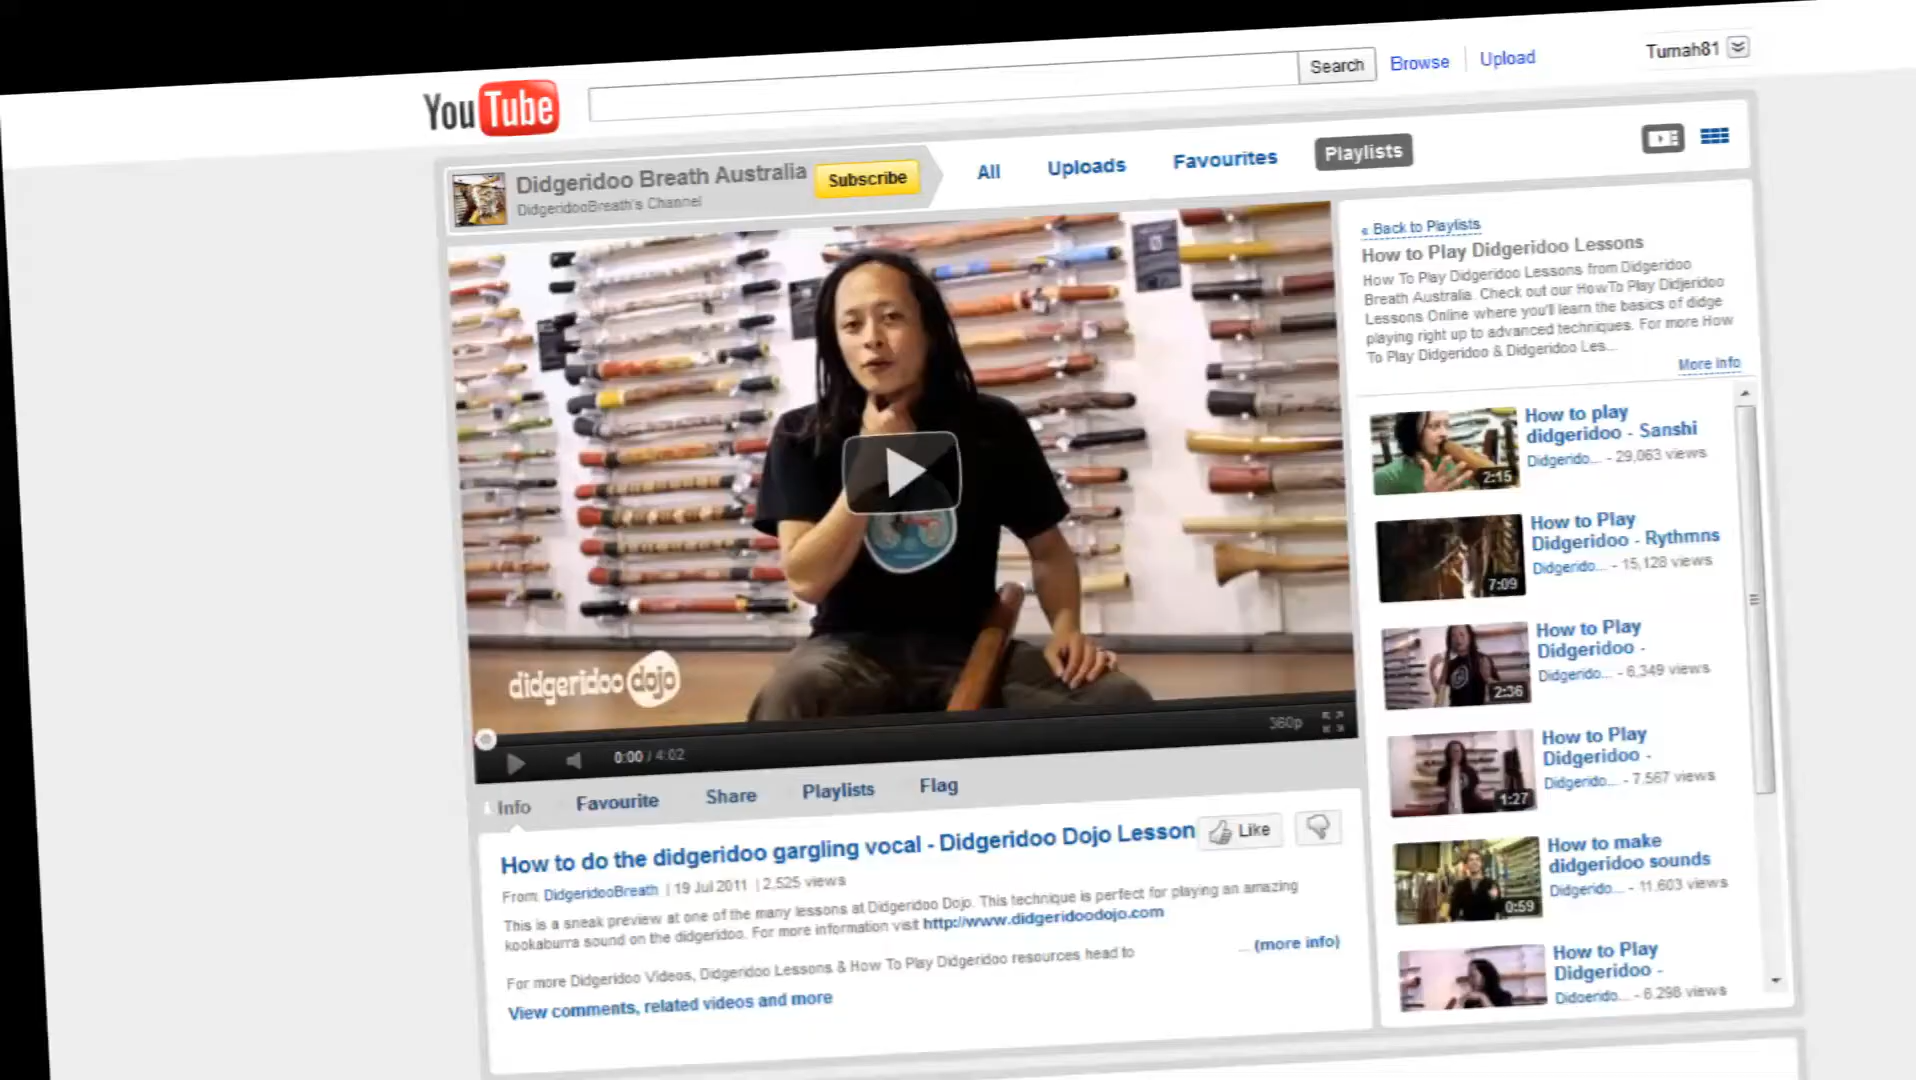 YouTube
Search
Browse
Upload
Tumah81
Didgeridoo Breath Australia
DidgeridooBreath's Channel
Subscribe
All
Uploads
Favourites
Playlists
« Back to Playlists
How to Play Didgeridoo Lessons
How To Play Didgeridoo Lessons from Didgeridoo
Breath Australia. Check out our HowTo Play Didjeridoo
Lessons Online where you'll learn the basics of didge
playing right up to advanced techniques. For more How
To Play Didgeridoo & Didgeridoo Les...
More info
didgeridoo dojo
0:00 / 4:02
360p
Info
Favourite
Share
Playlists
Flag
How to do the didgeridoo gargling vocal - Didgeridoo Dojo Lesson
Like
From: DidgeridooBreath | 19 Jul 2011 | 2,525 views
This is a sneak preview at one of the many lessons at Didgeridoo Dojo. This technique is perfect for playing an amazing
kookaburra sound on the didgeridoo. For more information visit http://www.didgeridoodojo.com
For more Didgeridoo Videos, Didgeridoo Lessons & How To Play Didgeridoo resources head to
... (more info)
View comments, related videos and more
How to play
didgeridoo - Sanshi
Didgerido... - 29,063 views
2:15
How to Play
Didgeridoo - Rythmns
Didgerido... - 15,128 views
7:09
How to Play
Didgeridoo -
Didgerido... - 6,349 views
2:36
How to Play
Didgeridoo -
Didgerido... - 7,567 views
1:27
How to make
didgeridoo sounds
Didgerido... - 11,603 views
0:59
How to Play
Didgeridoo -
Didgerido... - 6,298 views